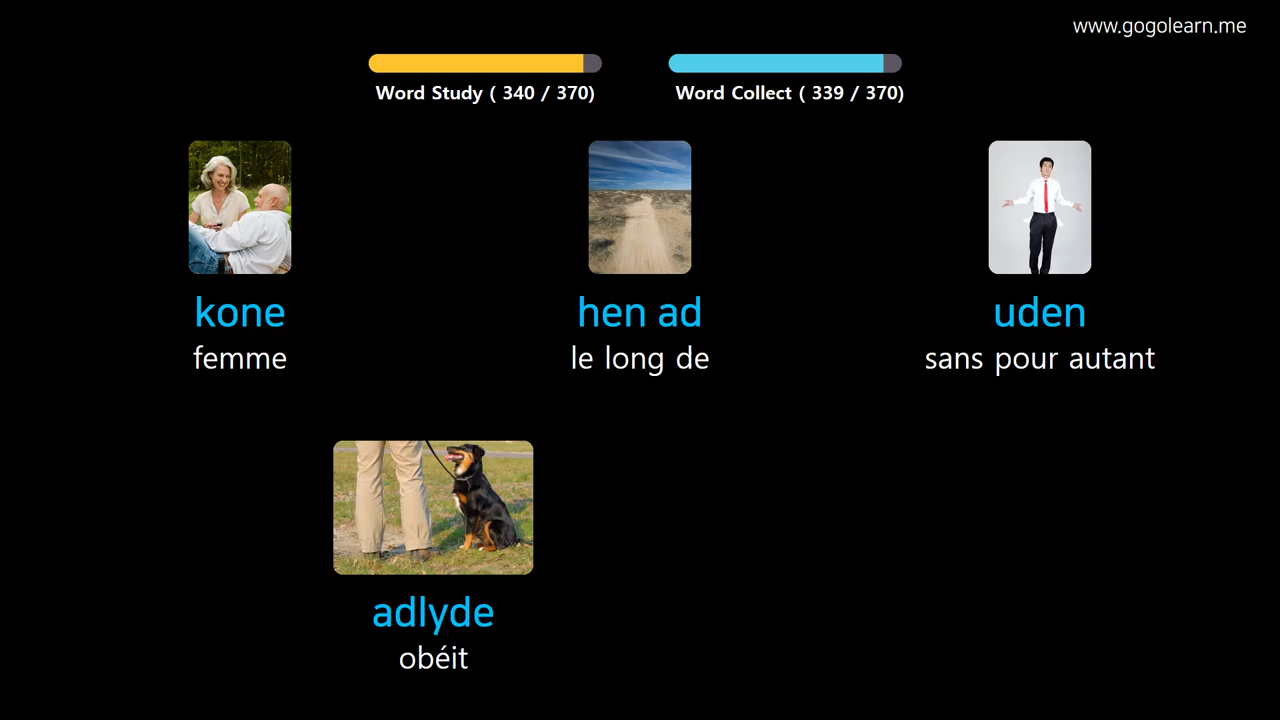 www.gogolearn.me
Word Study ( 340 / 370)
Word Collect ( 339 / 370)
kone
femme
hen ad
le long de
uden
sans pour autant
adlyde
obéit